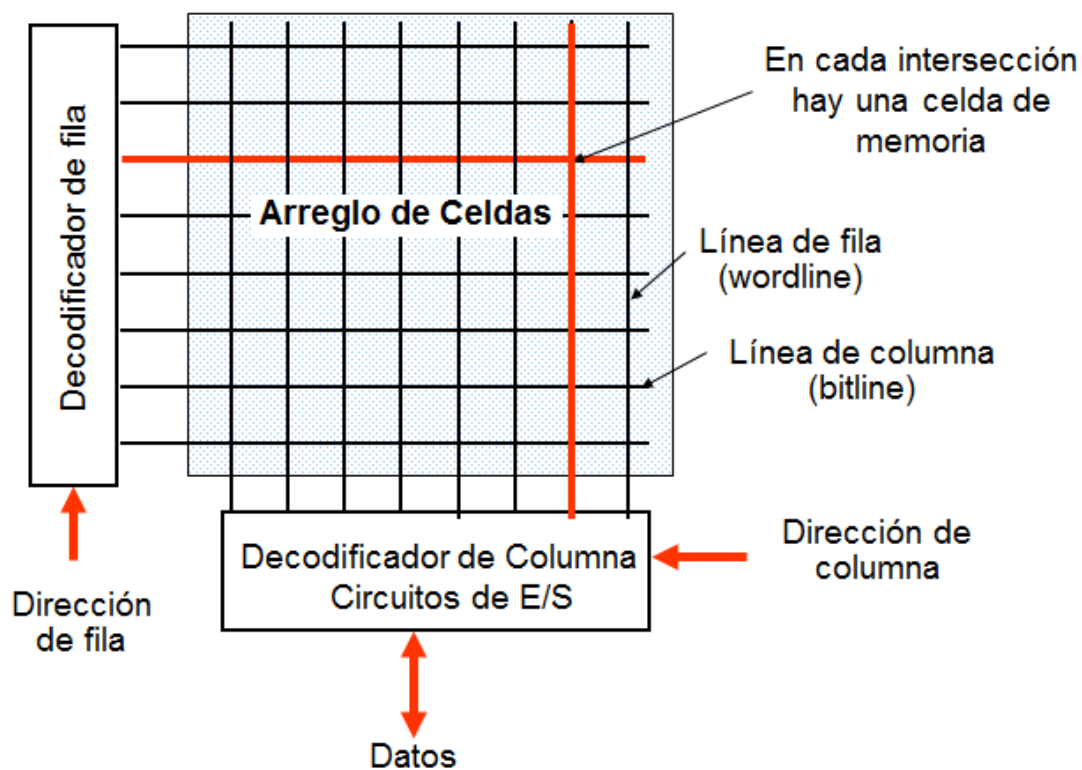 Decodificador de fila
En cada intersección
hay una celda de
memoria
Arreglo de Celdas
Línea de fila
(wordline)
Línea de columna
(bitline)
Decodificador de Columna
Circuitos de E/S
Dirección de
columna
Dirección
de fila
Datos